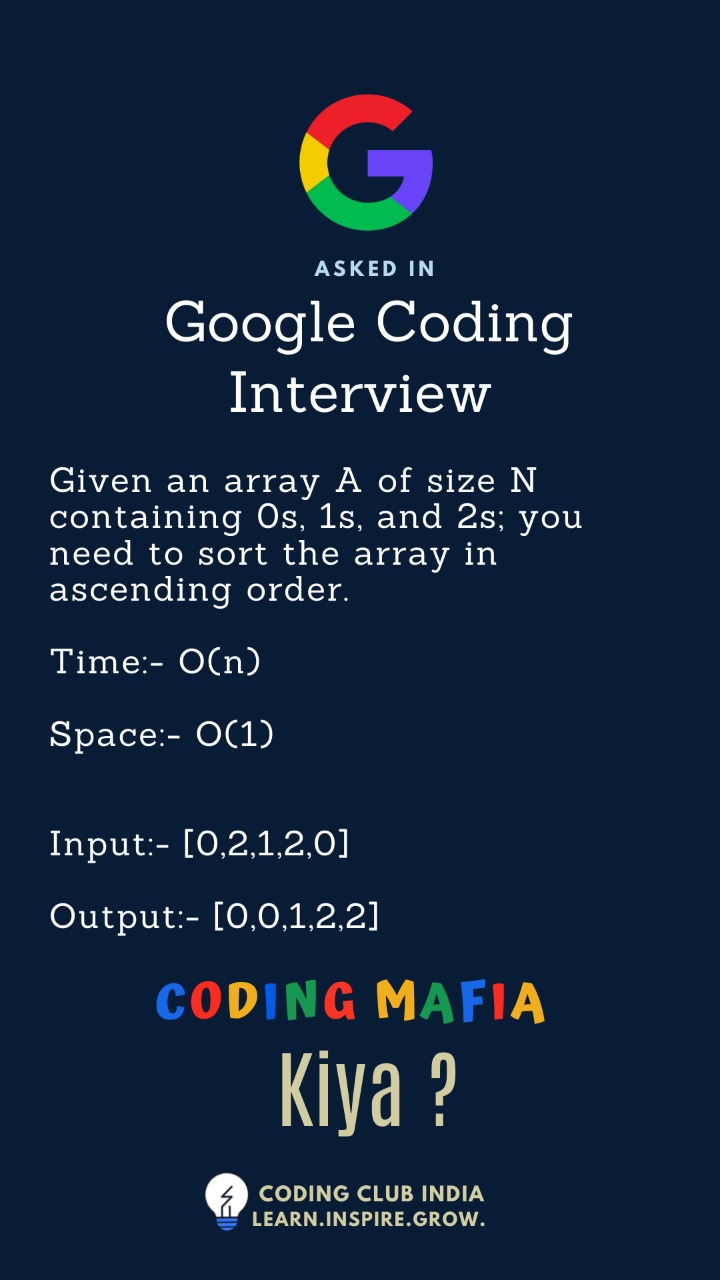 G
ASKED IN
Google Coding
Interview
Given an array A of size N
containing 0s, 1s, and 2s; you
need to sort the array in
ascending order.
Time:- O(n)
Space:- O(1)
Input:- [0,2,1,2,0]
Output:- [0,0,1,2,2]
CODING MAFIA
Kiya ?
CODING CLUB INDIA
LEARN.INSPIRE.GROW.